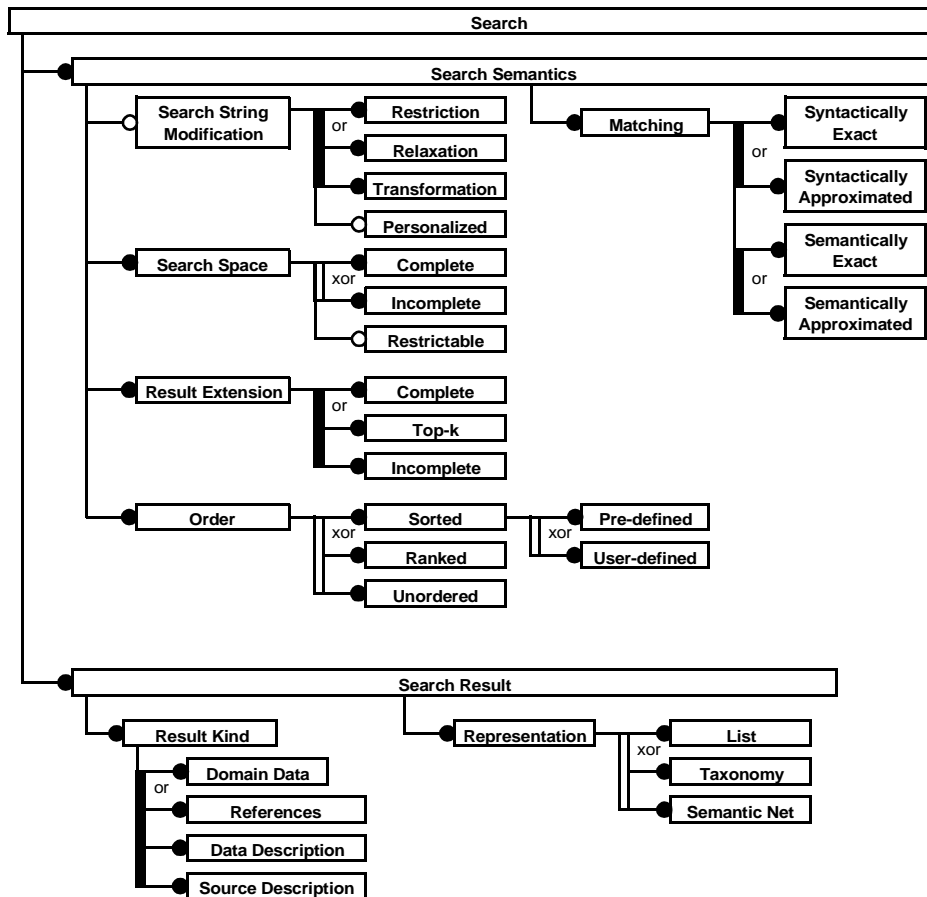 Search
Search Semantics
Search String
Modification
or
Restriction
Relaxation
Transformation
Personalized
Matching
or
Syntactically
Exact
Syntactically
Approximated
or
Semantically
Exact
Semantically
Approximated
Search Space
xor
Complete
Incomplete
Restrictable
Result Extension
or
Complete
Top-k
Incomplete
Order
xor
Sorted
Ranked
Unordered
xor
Pre-defined
User-defined
Search Result
Result Kind
or
Domain Data
References
Data Description
Source Description
Representation
xor
List
Taxonomy
Semantic Net